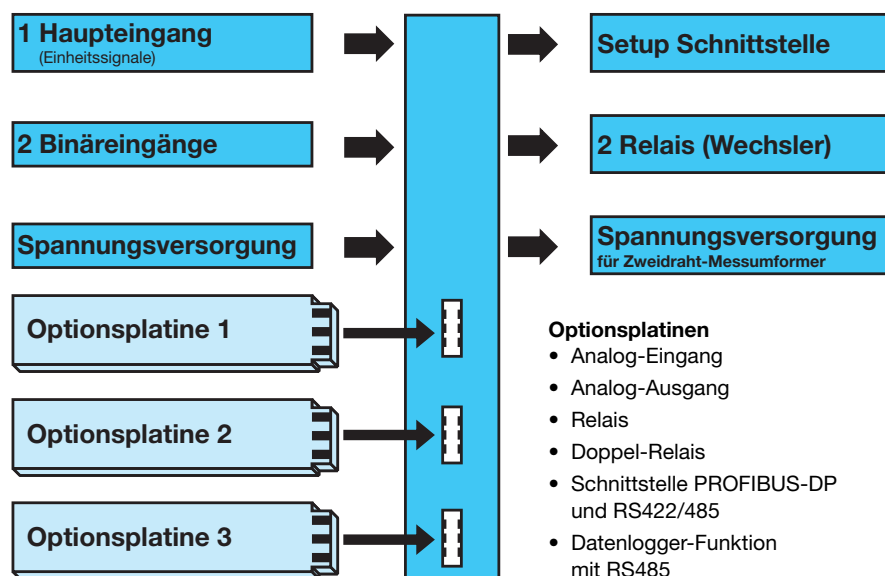 1 Haupteingang
(Einheitssignale)
Setup Schnittstelle
2 Binäreingänge
2 Relais (Wechsler)
Spannungsversorgung
Spannungsversorgung
für Zweidraht-Messumformer
Optionsplatine 1
Optionsplatine 2
Optionsplatine 3
Optionsplatinen
• Analog-Eingang
• Analog-Ausgang
• Relais
• Doppel-Relais
• Schnittstelle PROFIBUS-DP
und RS422/485
• Datenlogger-Funktion
mit RS485